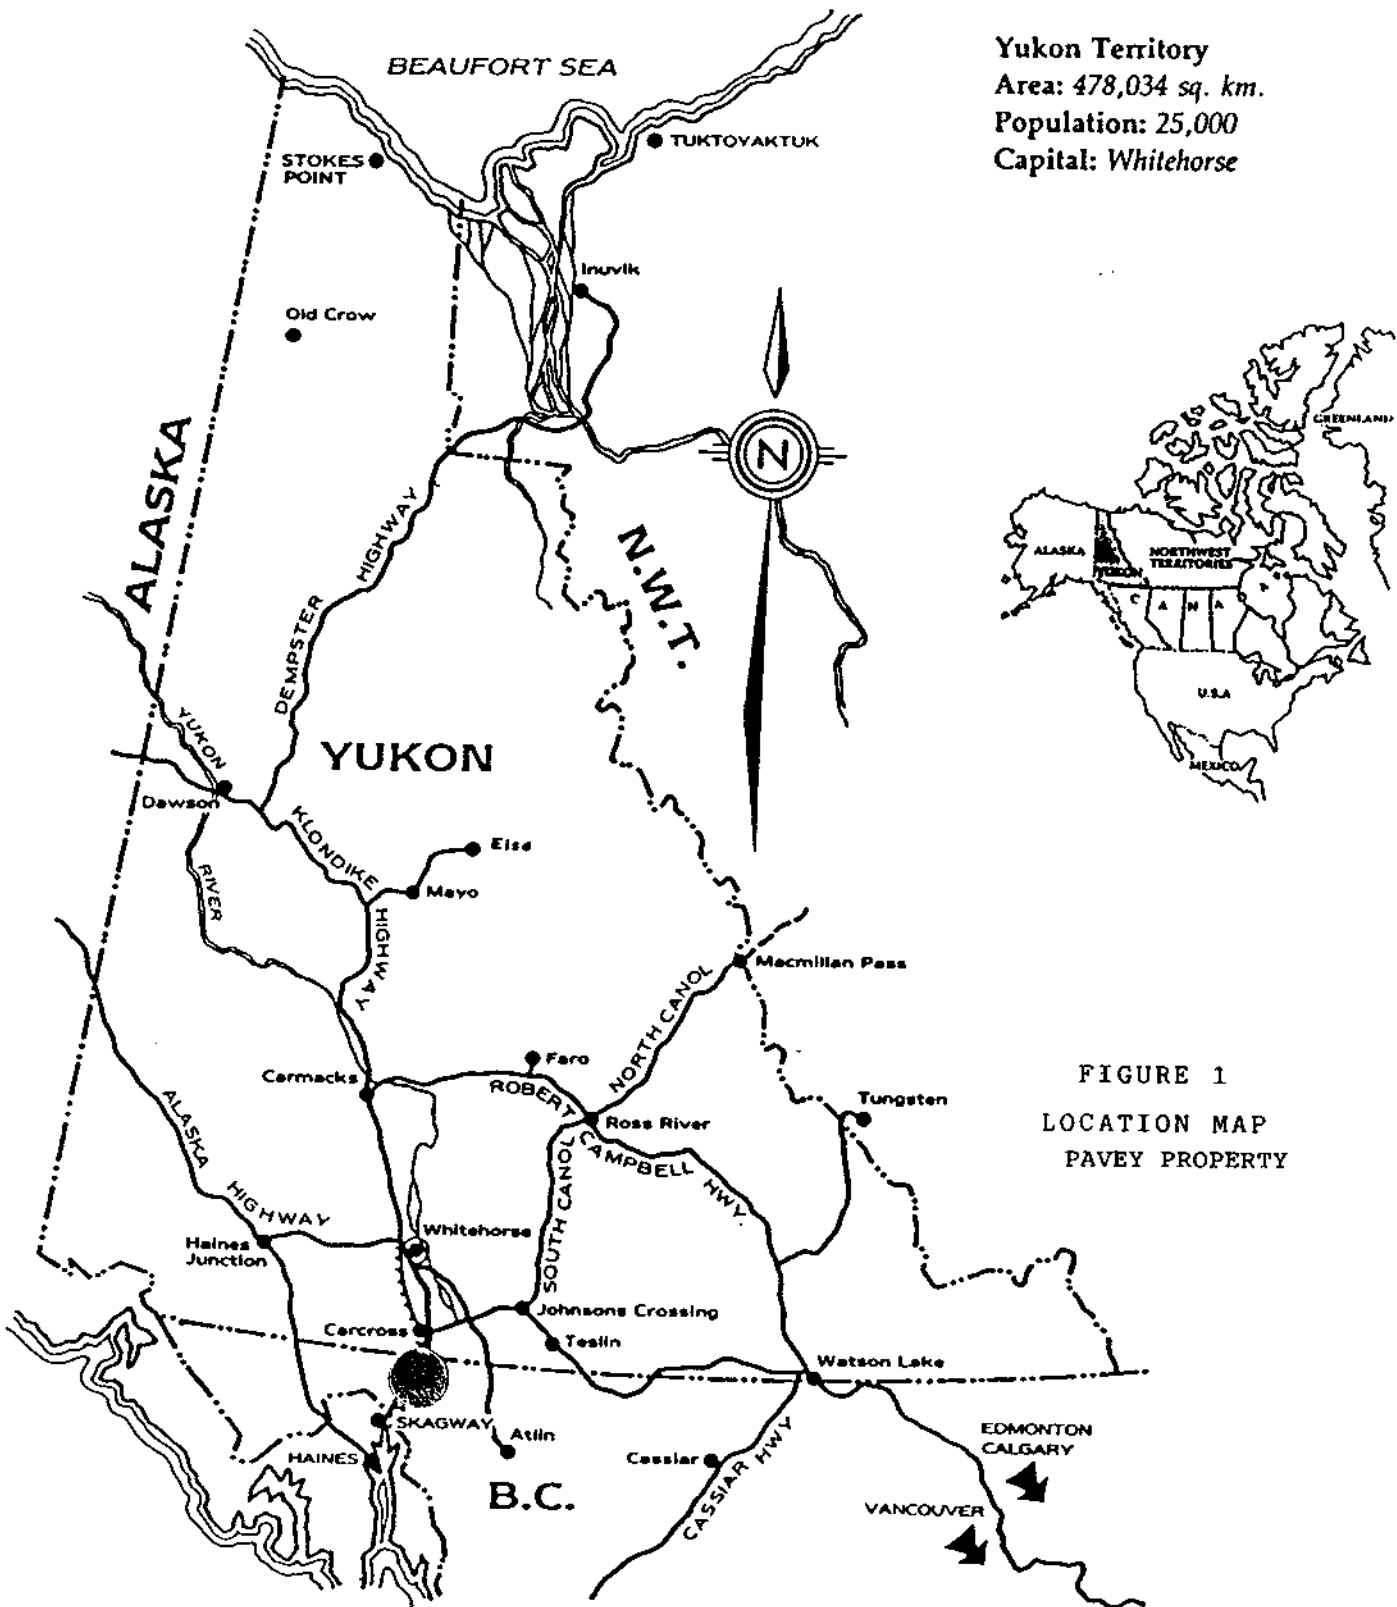 Yukon Territory
Area: 478,034 sq. km.
Population: 25,000
Capital: Whitehorse
BEAUFORT SEA
TUKTOYAKTUK
STOKES
POINT
Inuvik
Old Crow
N
ALASKA
DEMPSTER HIGHWAY
N.W.T.
YUKON
YUKON
RIVER
Dawson
KLONDIKE
HIGHWAY
Elsa
Mayo
Macmillan Pass
NORTH CANOL
Faro
Carmacks
ROBERT
CAMPBELL HWY.
Ross River
Tungsten
ALASKA
HIGHWAY
SOUTH CANOL
Whitehorse
Haines
Junction
Johnsons Crossing
Carcross
Teslin
Watson Lake
SKAGWAY
Atlin
HAINES
B.C.
Cassiar
CASSIAR HWY
EDMONTON
CALGARY
VANCOUVER
GREENLAND
ALASKA
YUKON
NORTHWEST
TERRITORIES
C A N A
U.S.A
MEXICO
FIGURE 1
LOCATION MAP
PAVEY PROPERTY